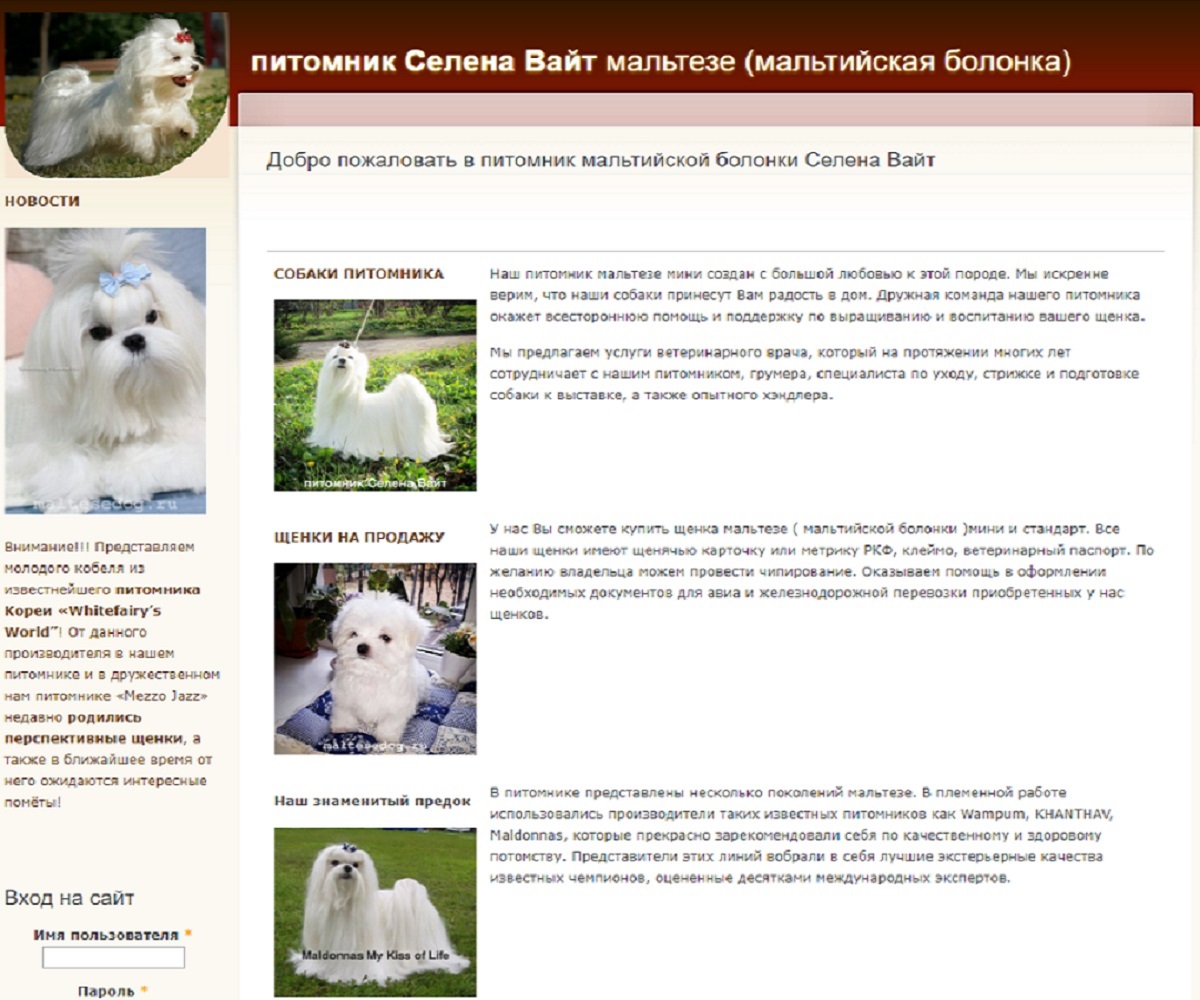 питомник Селена Вайт мальтезе (мальтийская болонка)
Добро пожаловать в питомник мальтийской болонки Селена Вайт
НОВОСТИ
maltesedog.ru
Внимание!!! Представляем
молодого кобеля из
известнейшего питомника
Кореи «Whitefairy’s
World”! От данного
производителя в нашем
питомнике и в дружественном
нам питомнике «Mezzo Jazz»
недавно родились
перспективные щенки, а
также в ближайшее время от
него ожидаются интересные
помёты!
Вход на сайт
Имя пользователя *
Пароль *
СОБАКИ ПИТОМНИКА
питомник Селена Вайт
Наш питомник мальтезе мини создан с большой любовью к этой породе. Мы искренне
верим, что наши собаки принесут Вам радость в дом. Дружная команда нашего питомника
окажет всестороннюю помощь и поддержку по выращиванию и воспитанию вашего щенка.
Мы предлагаем услуги ветеринарного врача, который на протяжении многих лет
сотрудничает с нашим питомником, грумера, специалиста по уходу, стрижке и подготовке
собаки к выставке, а также опытного хэндлера.
ЩЕНКИ НА ПРОДАЖУ
maltesedog.ru
У нас Вы сможете купить щенка мальтезе ( мальтийской болонки )мини и стандарт. Все
наши щенки имеют щенячью карточку или метрику РКФ, клеймо, ветеринарный паспорт. По
желанию владельца можем провести чипирование. Оказываем помощь в оформлении
необходимых документов для авиа и железнодорожной перевозки приобретенных у нас
щенков.
Наш знаменитый предок
Maldonnas My Kiss of Life
В питомнике представлены несколько поколений мальтезе. В племенной работе
использовались производители таких известных питомников как Wampum, KHANTHAV,
Maldonnas, которые прекрасно зарекомендовали себя по качественному и здоровому
потомству. Представители этих линий вобрали в себя лучшие экстерьерные качества
известных чемпионов, оцененные десятками международных экспертов.